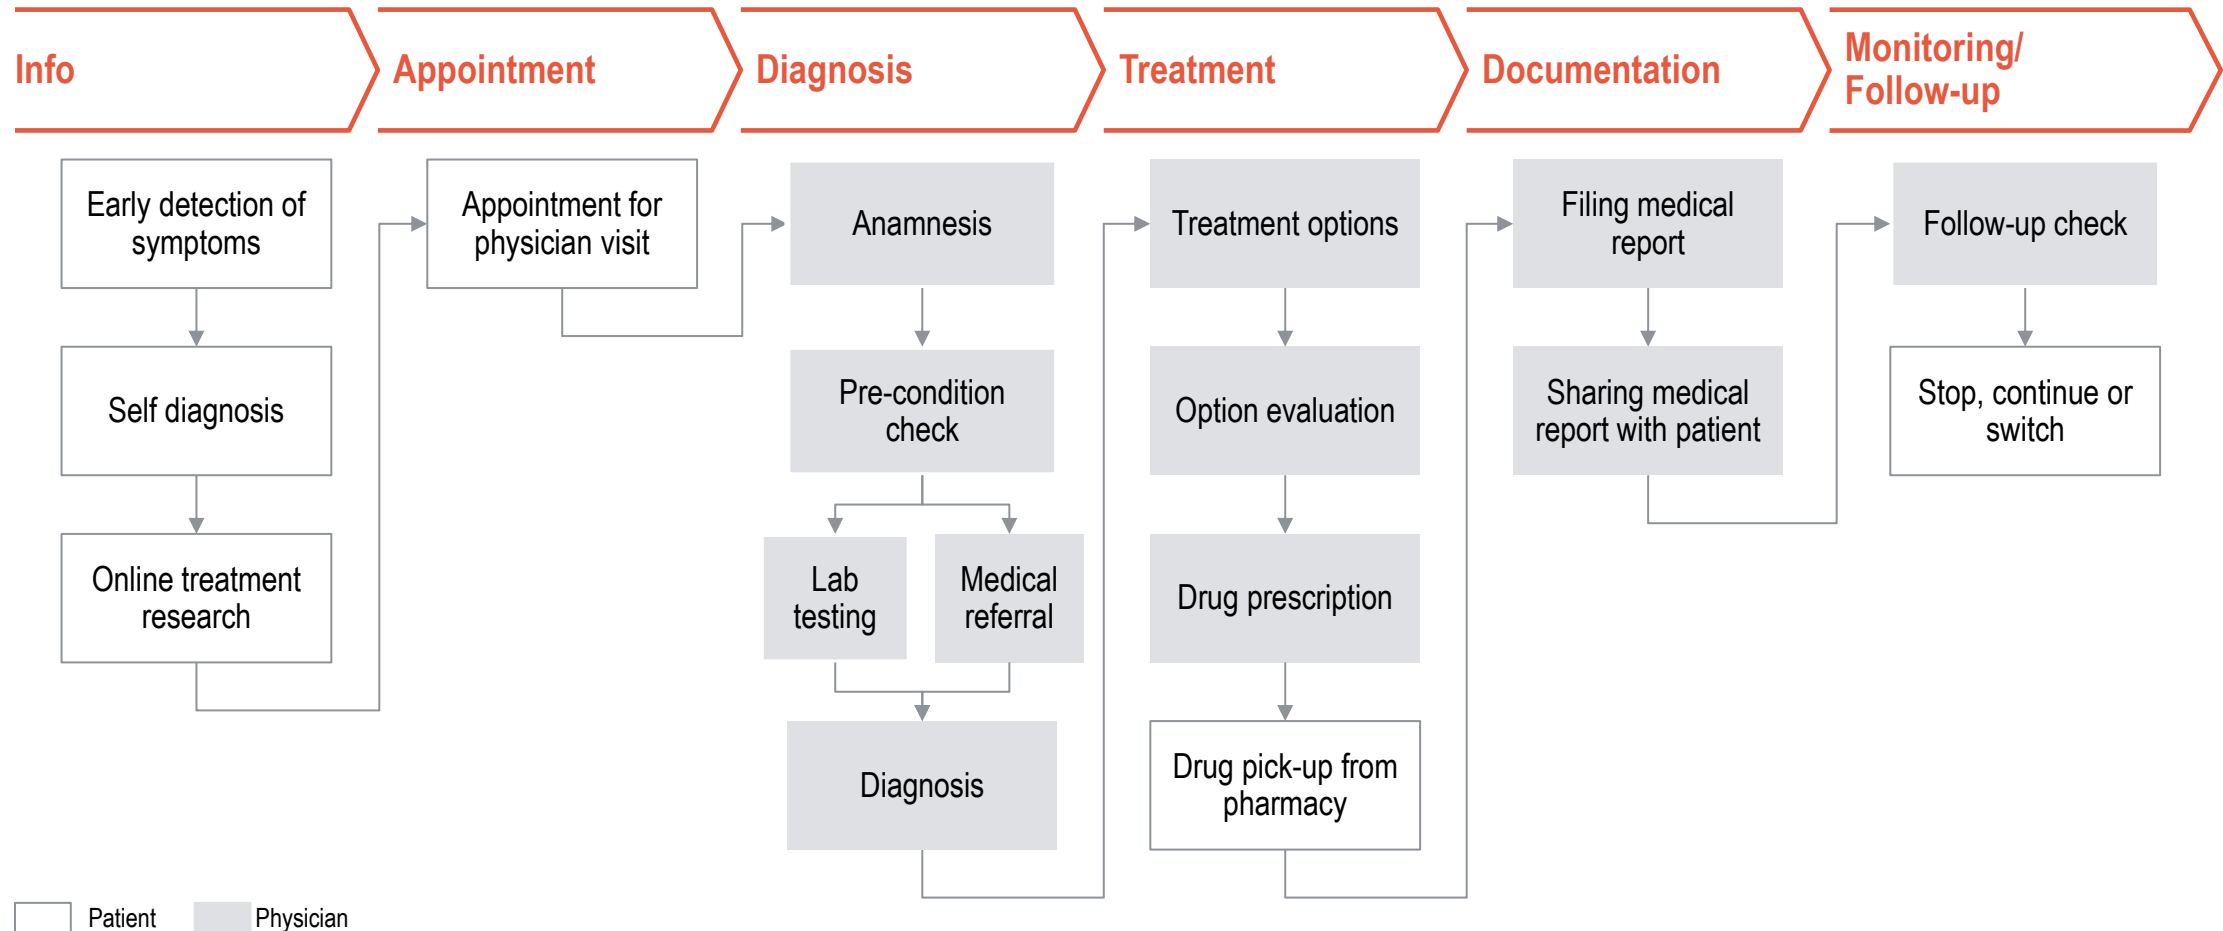 Info
Appointment
Diagnosis
Treatment
Documentation
Monitoring/
Follow-up
Early detection of
symptoms
Self diagnosis
Online treatment
research
Appointment for
physician visit
Anamnesis
Pre-condition
check
Lab
testing
Medical
referral
Diagnosis
Treatment options
Option evaluation
Drug prescription
Drug pick-up from
pharmacy
Filing medical
report
Sharing medical
report with patient
Follow-up check
Stop, continue or
switch
Patient
Physician